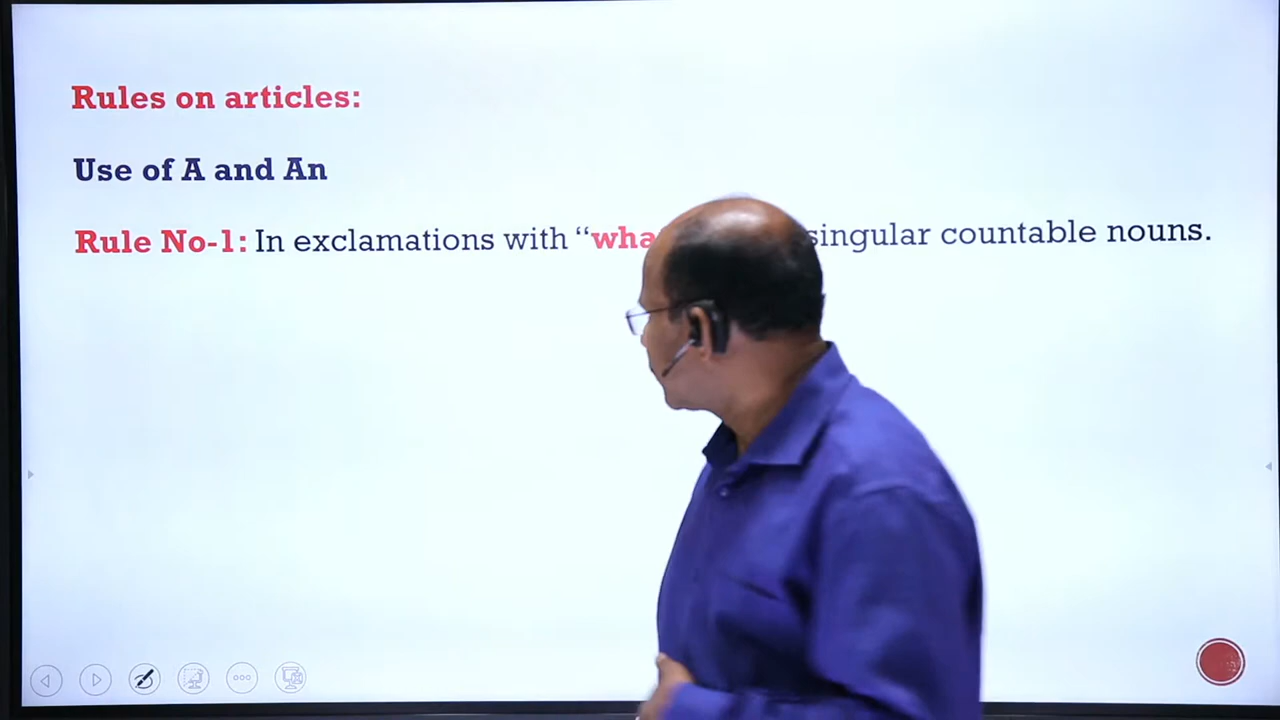 Rules on articles:
Use of A and An
Rule No-1: In exclamations with “wha singular countable nouns.